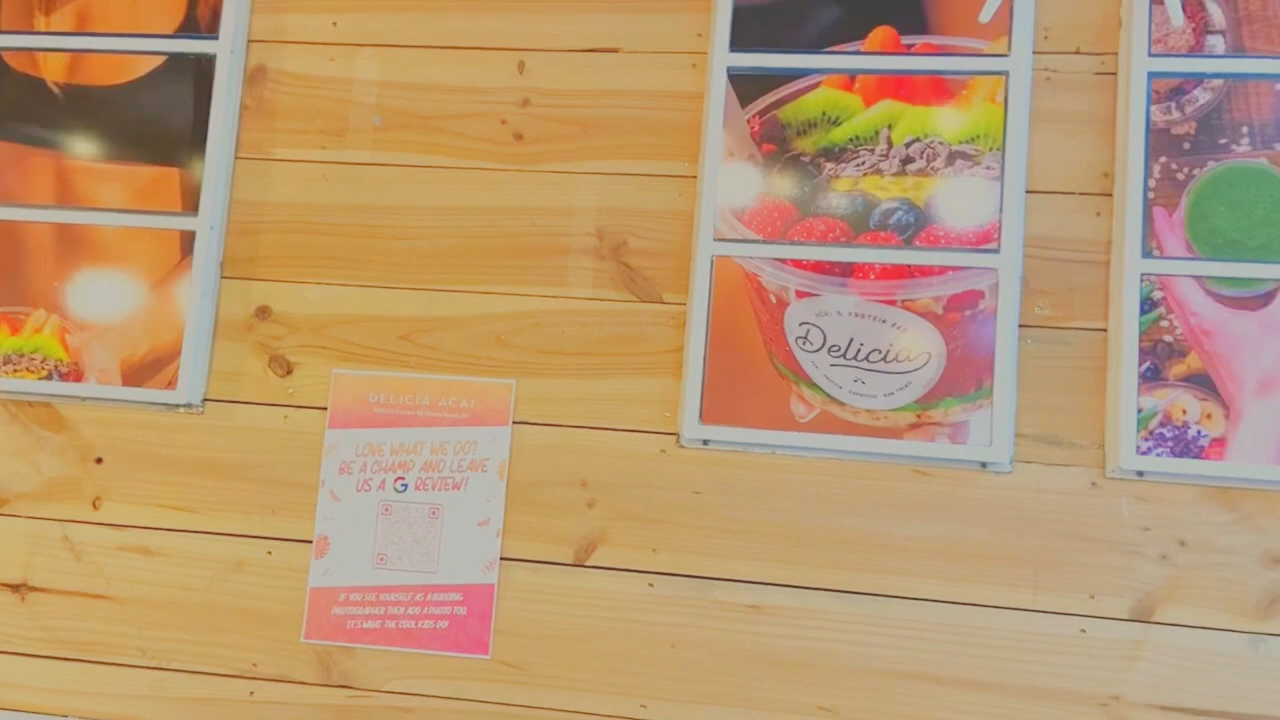 DELICIA ACAI
LOVE WHAT WE DO?
BE A CHAMP AND LEAVE
US A G REVIEW!
IF YOU SEE YOURSELF AS A BUDDING
PHOTOGRAPHER THEN ADD A PHOTO TOO,
IT'S WHAT THE COOL KIDS DO!
ACAI & PROTEIN BAR
Delicia